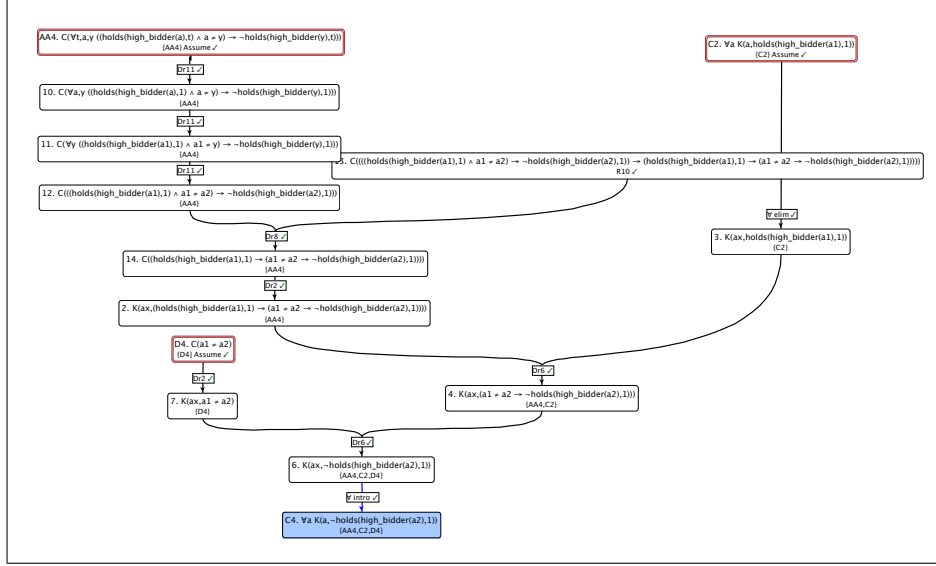 AA4. C(∀t,a,y ((holds(high_bidder(a),t) ∧ a ≠ y) → ¬holds(high_bidder(y),t)))
{AA4} Assume ✓
C2. ∀a K(a,holds(high_bidder(a1),1))
{C2} Assume ✓
Dr11 ✓
10. C(∀a,y ((holds(high_bidder(a),1) ∧ a ≠ y) → ¬holds(high_bidder(y),1)))
{AA4}
Dr11 ✓
11. C(∀y ((holds(high_bidder(a1),1) ∧ a1 ≠ y) → ¬holds(high_bidder(y),1)))
{AA4}
C((((holds(high_bidder(a1),1) ∧ a1 ≠ a2) → ¬holds(high_bidder(a2),1)) → (holds(high_bidder(a1),1) → (a1 ≠ a2 → ¬holds(high_bidder(a2),1)))))
R10 ✓
Dr11 ✓
12. C(((holds(high_bidder(a1),1) ∧ a1 ≠ a2) → ¬holds(high_bidder(a2),1)))
{AA4}
∀ elim ✓
Dr8 ✓
3. K(ax,holds(high_bidder(a1),1))
{C2}
14. C((holds(high_bidder(a1),1) → (a1 ≠ a2 → ¬holds(high_bidder(a2),1))))
{AA4}
Dr2 ✓
2. K(ax,(holds(high_bidder(a1),1) → (a1 ≠ a2 → ¬holds(high_bidder(a2),1))))
{AA4}
D4. C(a1 ≠ a2)
{D4} Assume ✓
Dr6 ✓
Dr2 ✓
4. K(ax,(a1 ≠ a2 → ¬holds(high_bidder(a2),1)))
{AA4,C2}
7. K(ax,a1 ≠ a2)
{D4}
Dr6 ✓
6. K(ax,¬holds(high_bidder(a2),1))
{AA4,C2,D4}
∀ intro ✓
C4. ∀a K(a,¬holds(high_bidder(a2),1))
{AA4,C2,D4}